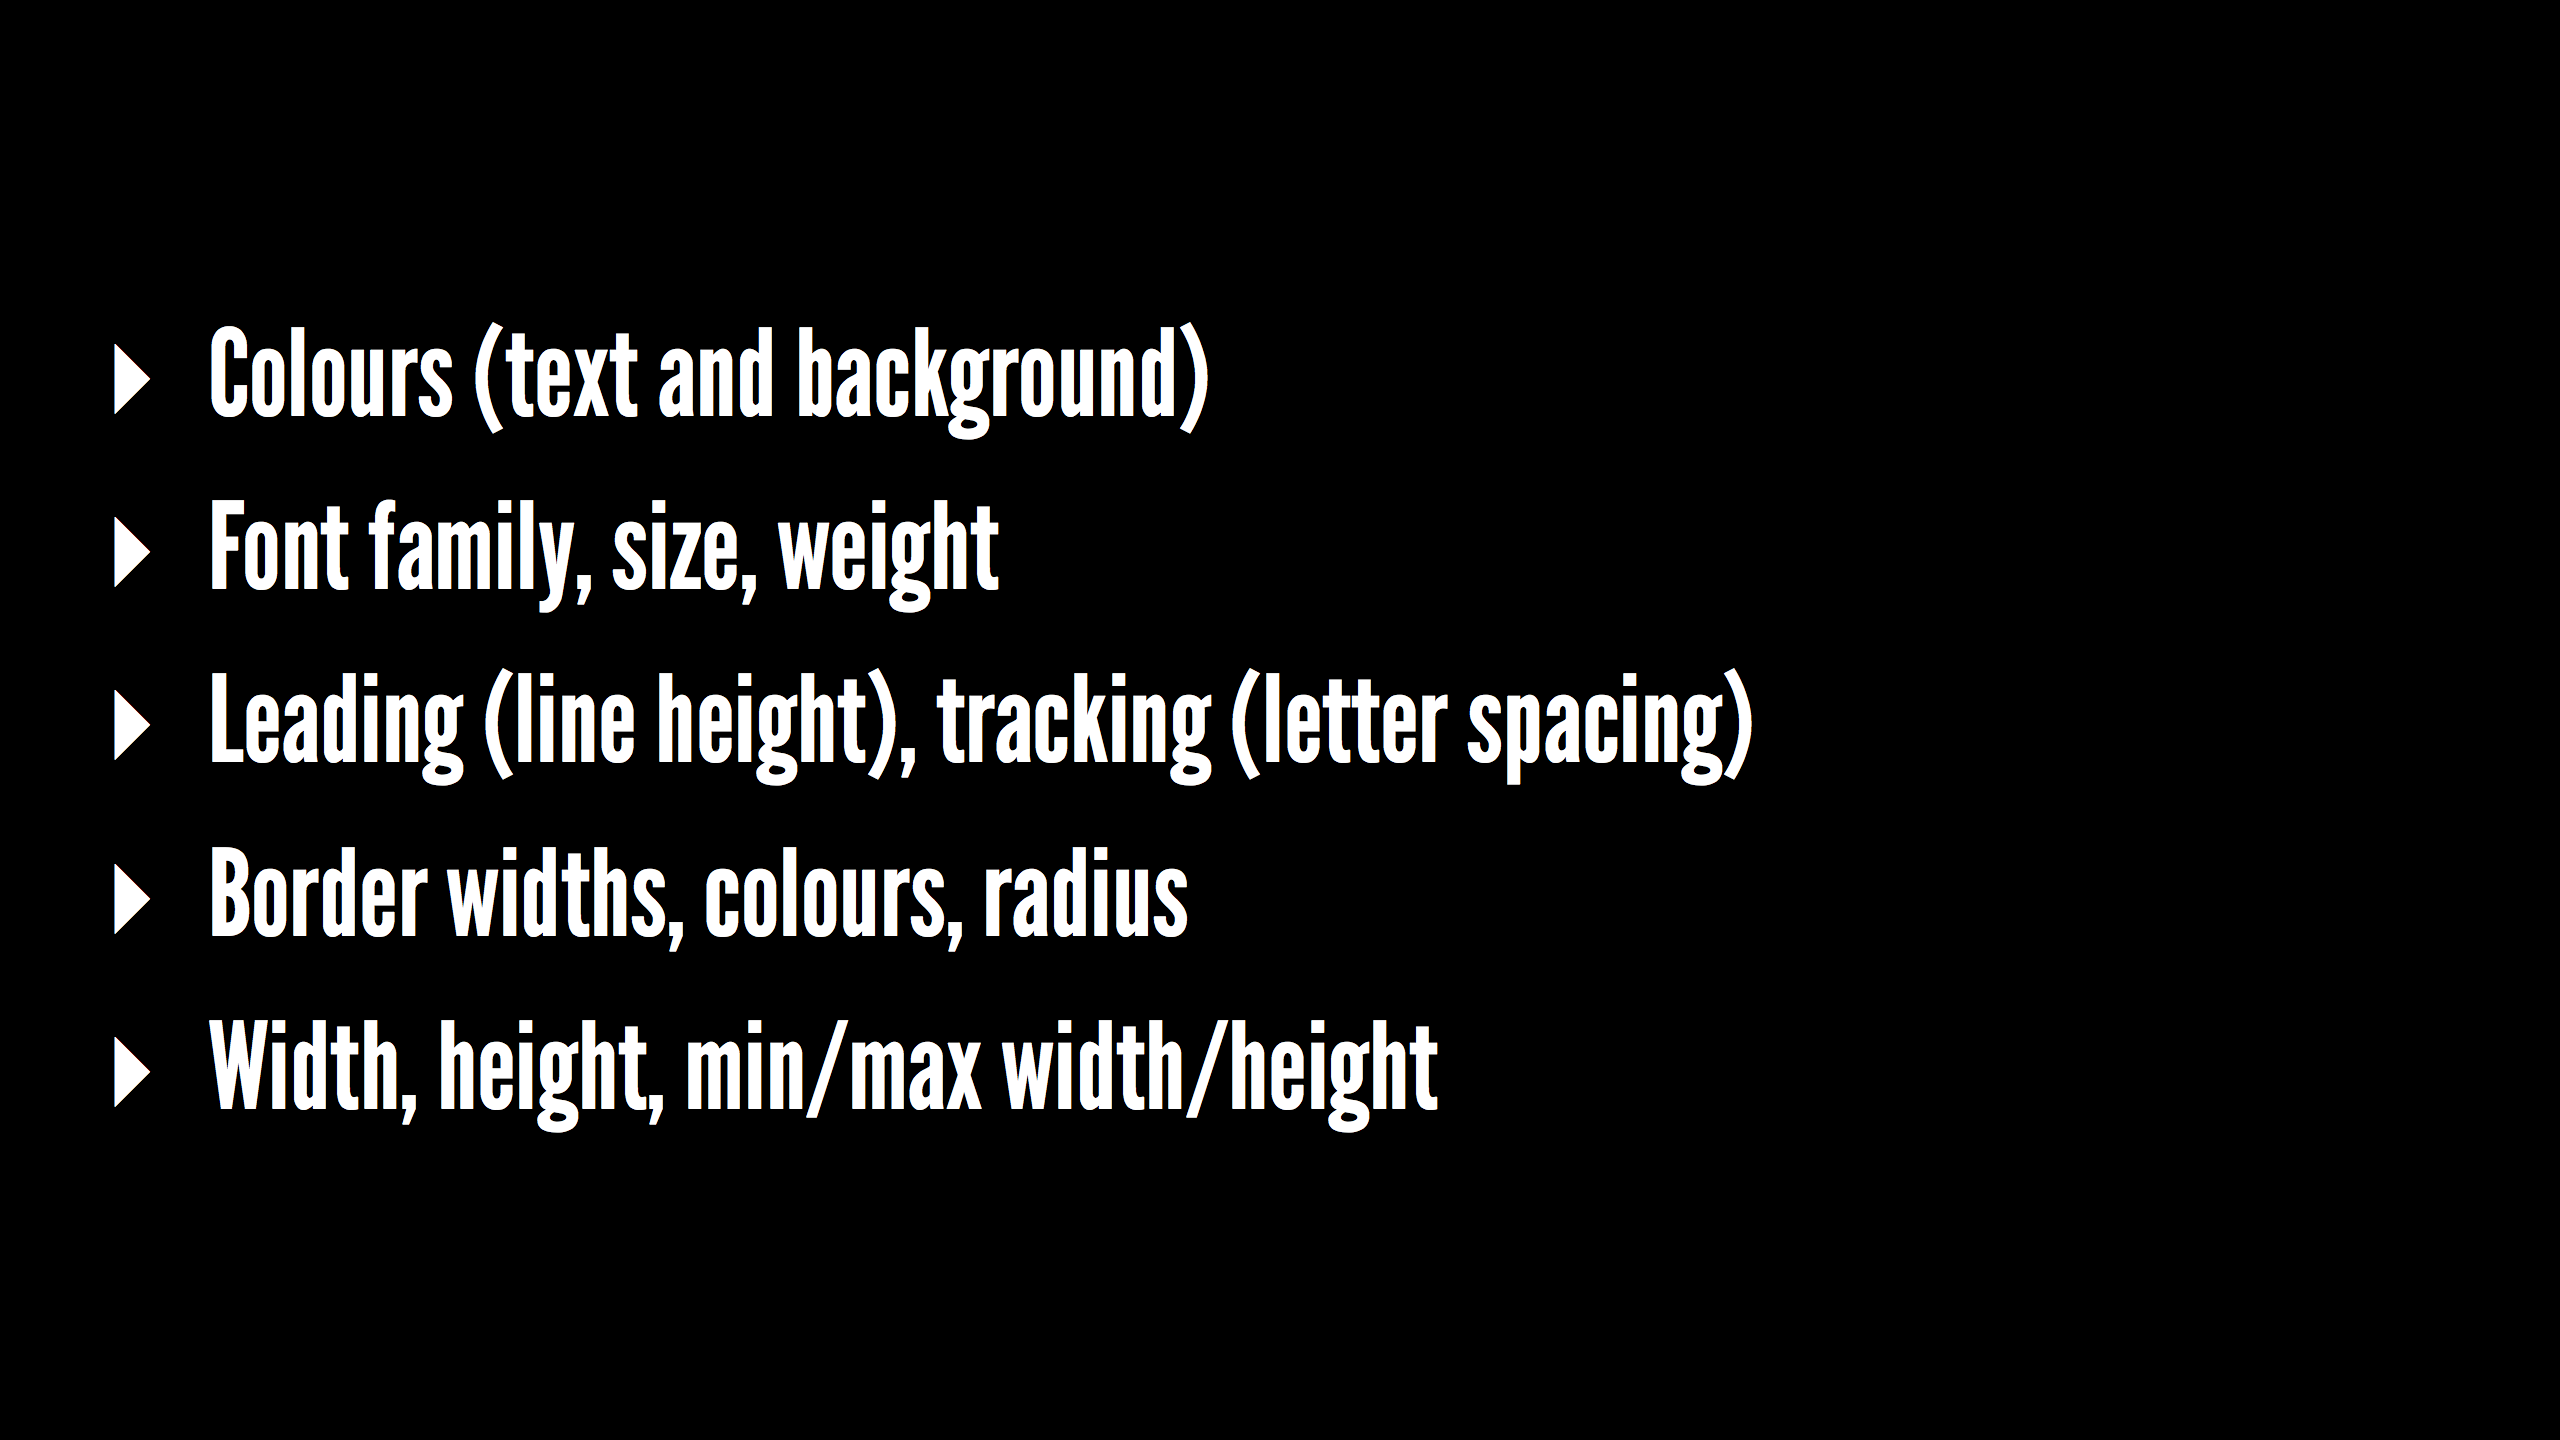 Colours (text and background)
Font family, size, weight
Leading (line height), tracking (letter spacing)
Border widths, colours, radius
Width, height, min/max width/height